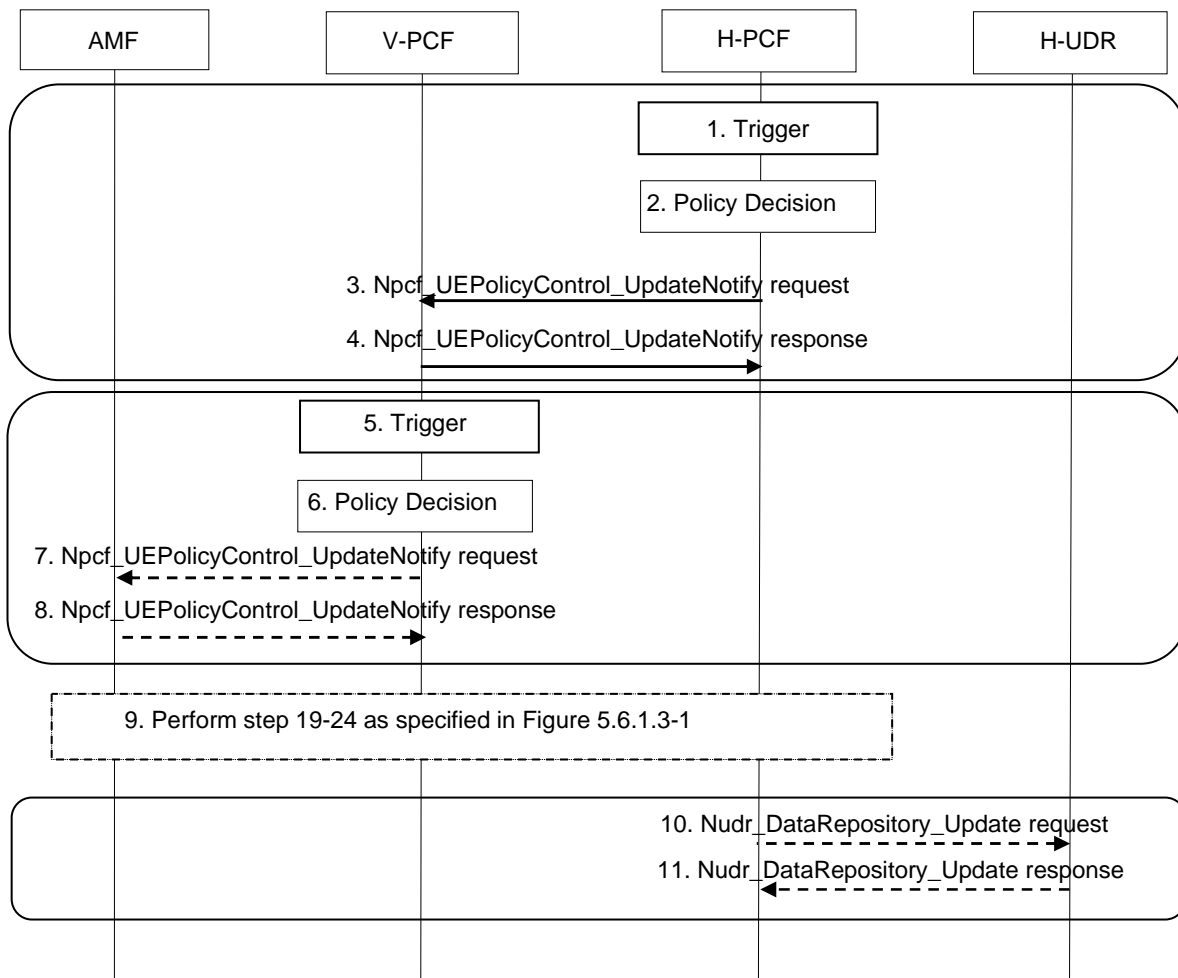 AMF
V-PCF
H-PCF
H-UDR
1. Trigger
2. Policy Decision
3. Npcf_UEPolicyControl_UpdateNotify request
4. Npcf_UEPolicyControl_UpdateNotify response
5. Trigger
6. Policy Decision
7. Npcf_UEPolicyControl_UpdateNotify request
8. Npcf_UEPolicyControl_UpdateNotify response
9. Perform step 19-24 as specified in Figure 5.6.1.3-1
10. Nudr_DataRepository_Update request
11. Nudr_DataRepository_Update response